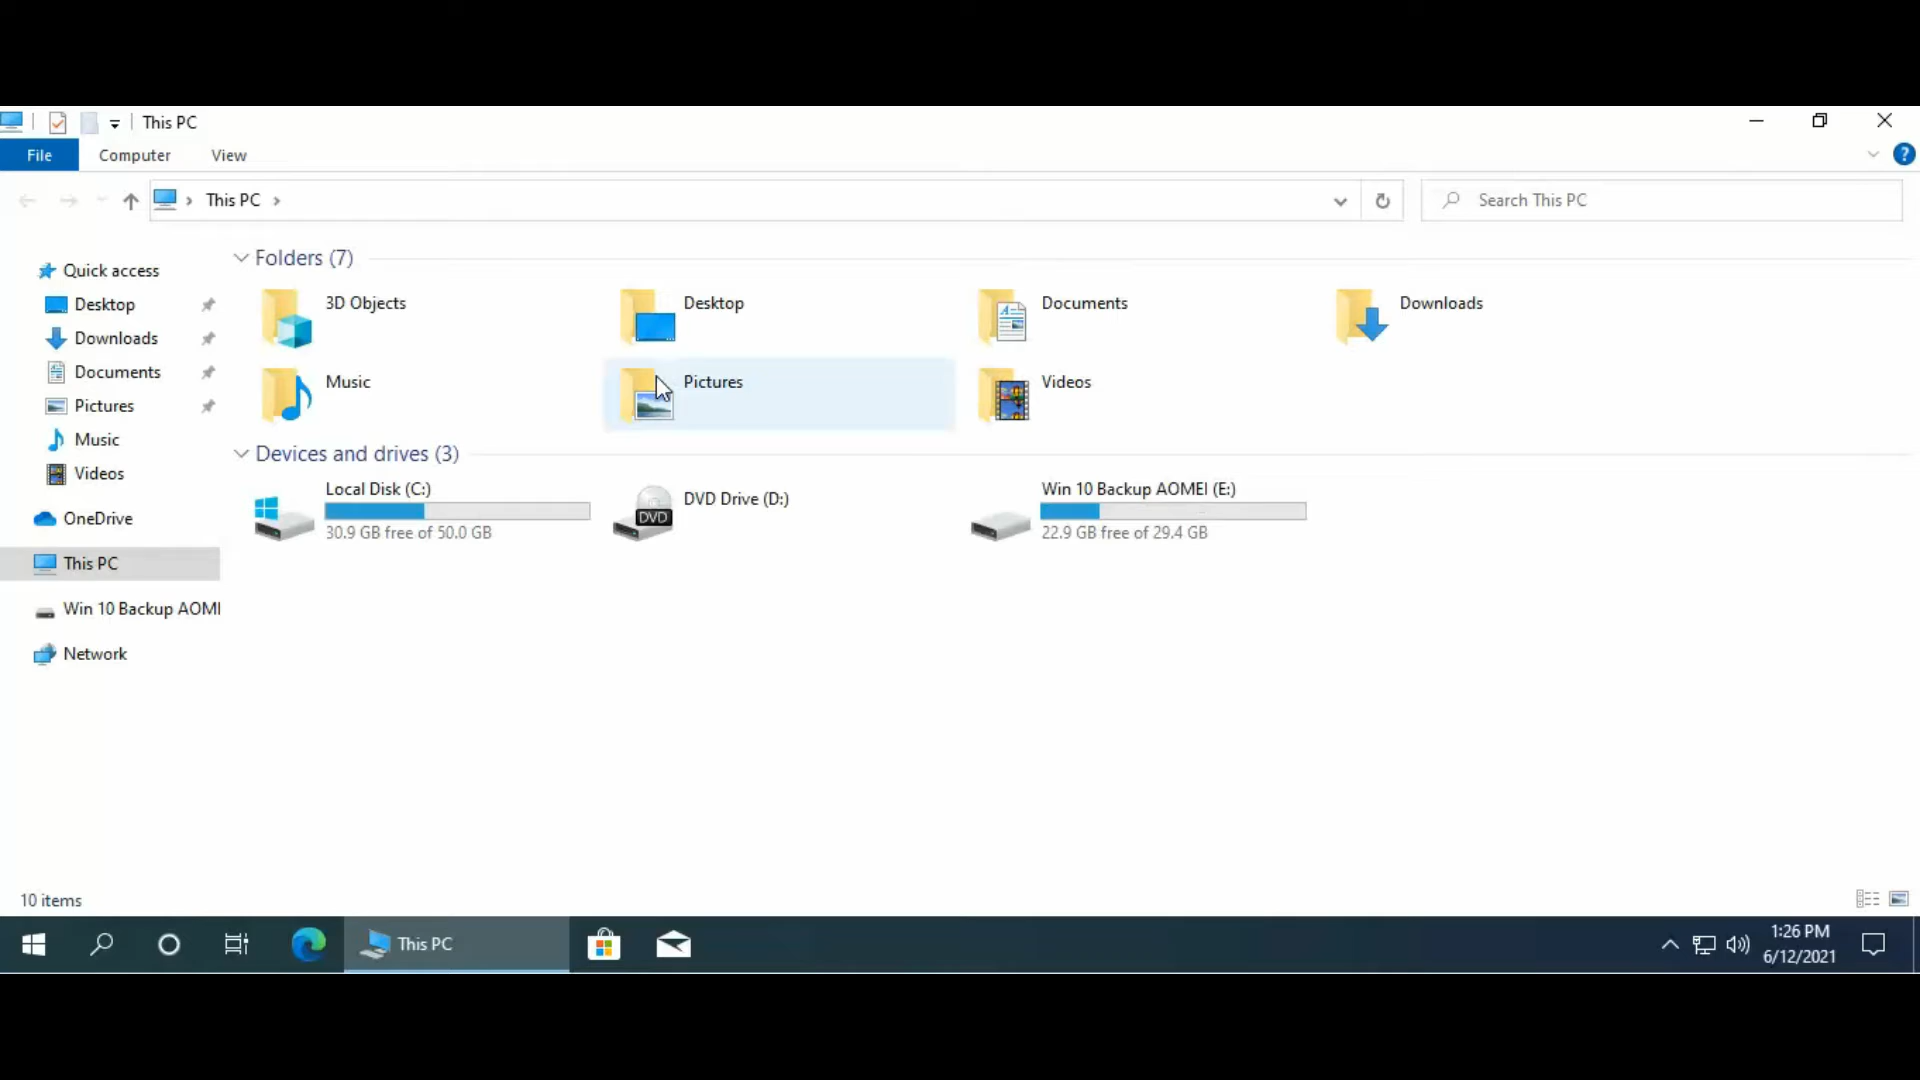 This PC
File Computer View
This PC
Search This PC
Quick access
Desktop
Downloads
Documents
Pictures
Music
Videos
OneDrive
This PC
Win 10 Backup AOMI
Network
Folders (7)
3D Objects
Desktop
Documents
Downloads
Music
Pictures
Videos
Devices and drives (3)
Local Disk (C:)
30.9 GB free of 50.0 GB
DVD
DVD Drive (D:)
Win 10 Backup AOMEI (E:)
22.9 GB free of 29.4 GB
10 items
This PC
1:26 PM
6/12/2021